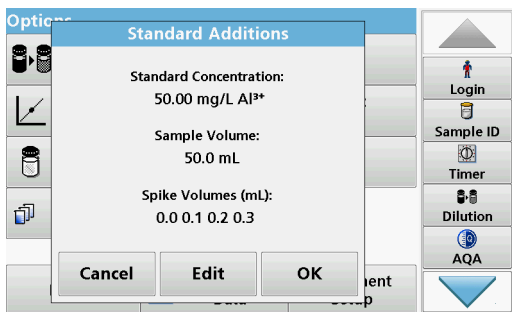 Options
Standard Additions
Standard Concentration:
50.00 mg/L Al³⁺
Sample Volume:
50.0 mL
Spike Volumes (mL):
0.0 0.1 0.2 0.3
Cancel
Edit
OK
Login
Sample ID
Timer
Dilution
AQA